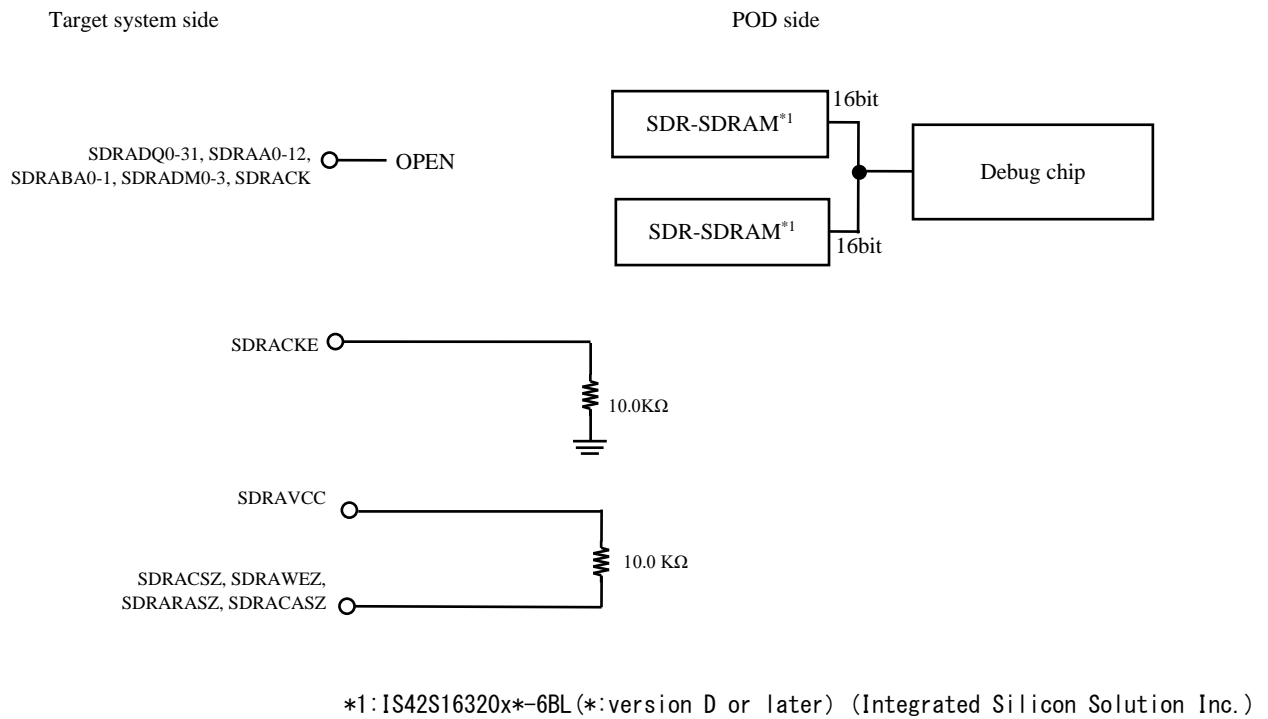 Target system side
POD side
16bit
SDR-SDRAM*1
SDRADQ0-31, SDRAA0-12,
SDRABA0-1, SDRADM0-3, SDRACK
OPEN
Debug chip
SDR-SDRAM*1
16bit
SDRACKE
10.0KΩ
SDRAVCC
10.0 KΩ
SDRACSZ, SDRAWEZ,
SDRARASZ, SDRACASZ
*1:IS42S16320x*-6BL(*:version D or later) (Integrated Silicon Solution Inc.)